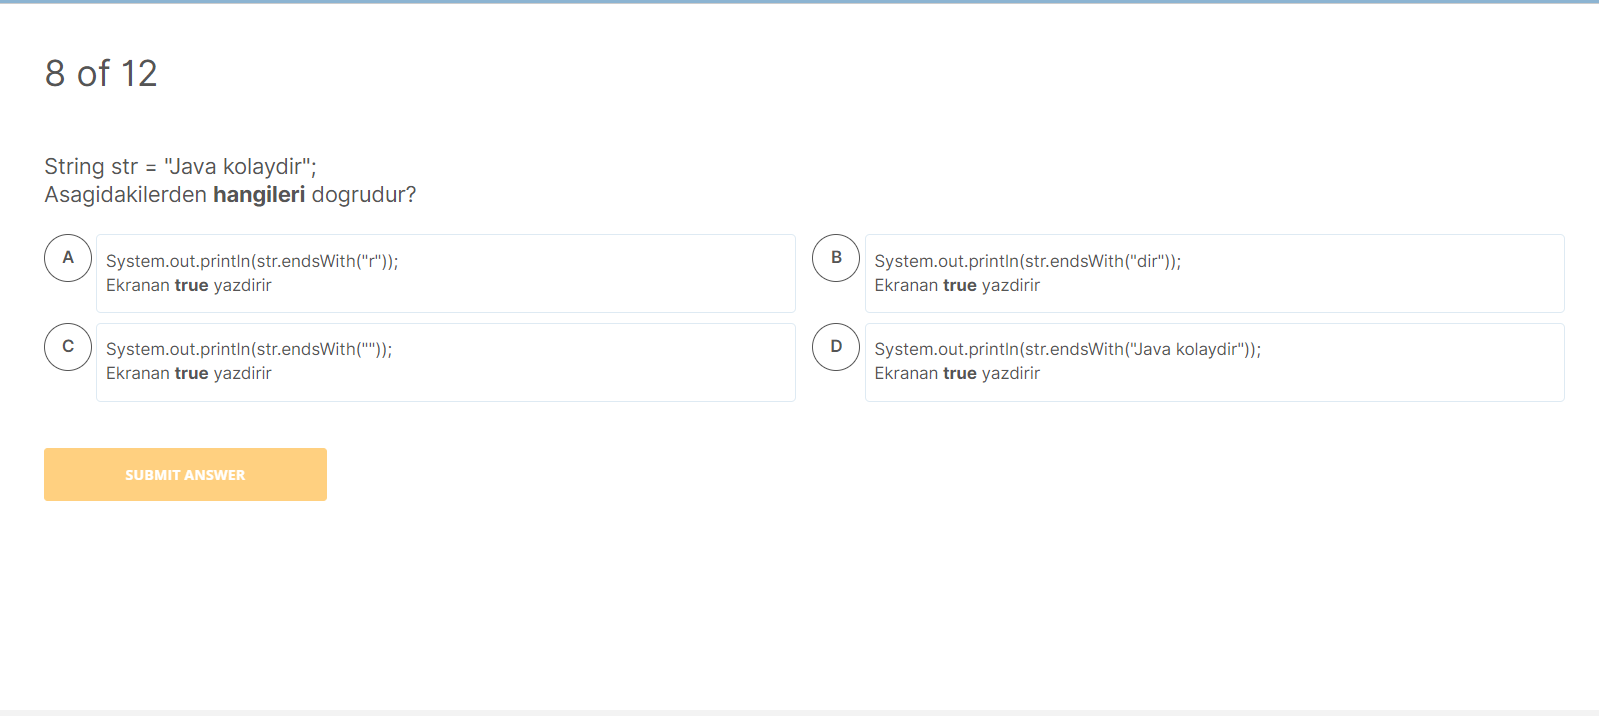 8 of 12
String str = "Java kolaydir";
Asagidakilerden hangileri dogrudur?
A
System.out.println(str.endsWith("r"));
Ekranan true yazdirir
B
System.out.println(str.endsWith("dir"));
Ekranan true yazdirir
C
System.out.println(str.endsWith(""));
Ekranan true yazdirir
D
System.out.println(str.endsWith("Java kolaydir"));
Ekranan true yazdirir
SUBMIT ANSWER